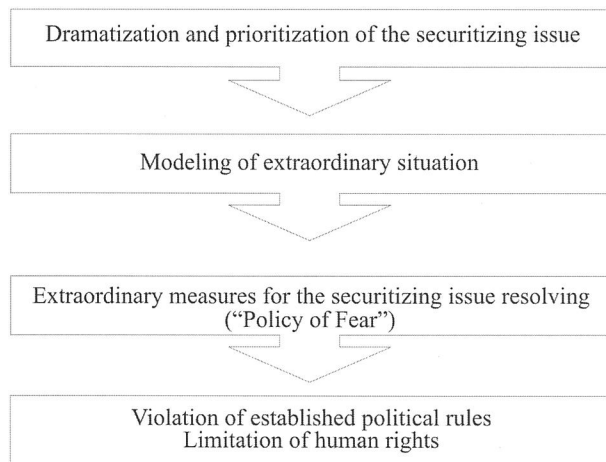 Dramatization and prioritization of the securitizing issue
Modeling of extraordinary situation
Extraordinary measures for the securitizing issue resolving
(“Policy of Fear”)
Violation of established political rules
Limitation of human rights